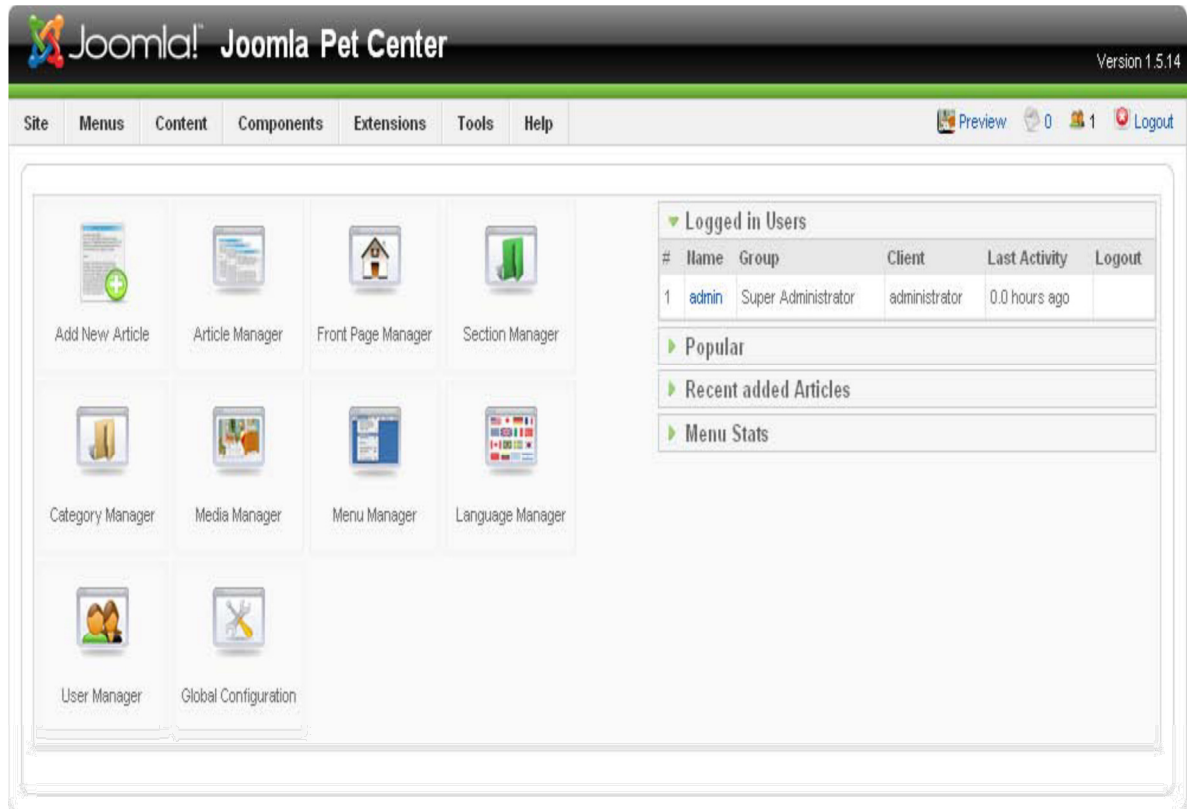 Joomla!™ Joomla Pet Center
Version 1.5.14
Site Menus Content Components Extensions Tools Help Preview 0 1 Logout
Add New Article Article Manager Front Page Manager Section Manager
Category Manager Media Manager Menu Manager Language Manager
User Manager Global Configuration
Logged in Users
# Name Group Client Last Activity Logout
1 admin Super Administrator administrator 0.0 hours ago
Popular
Recent added Articles
Menu Stats